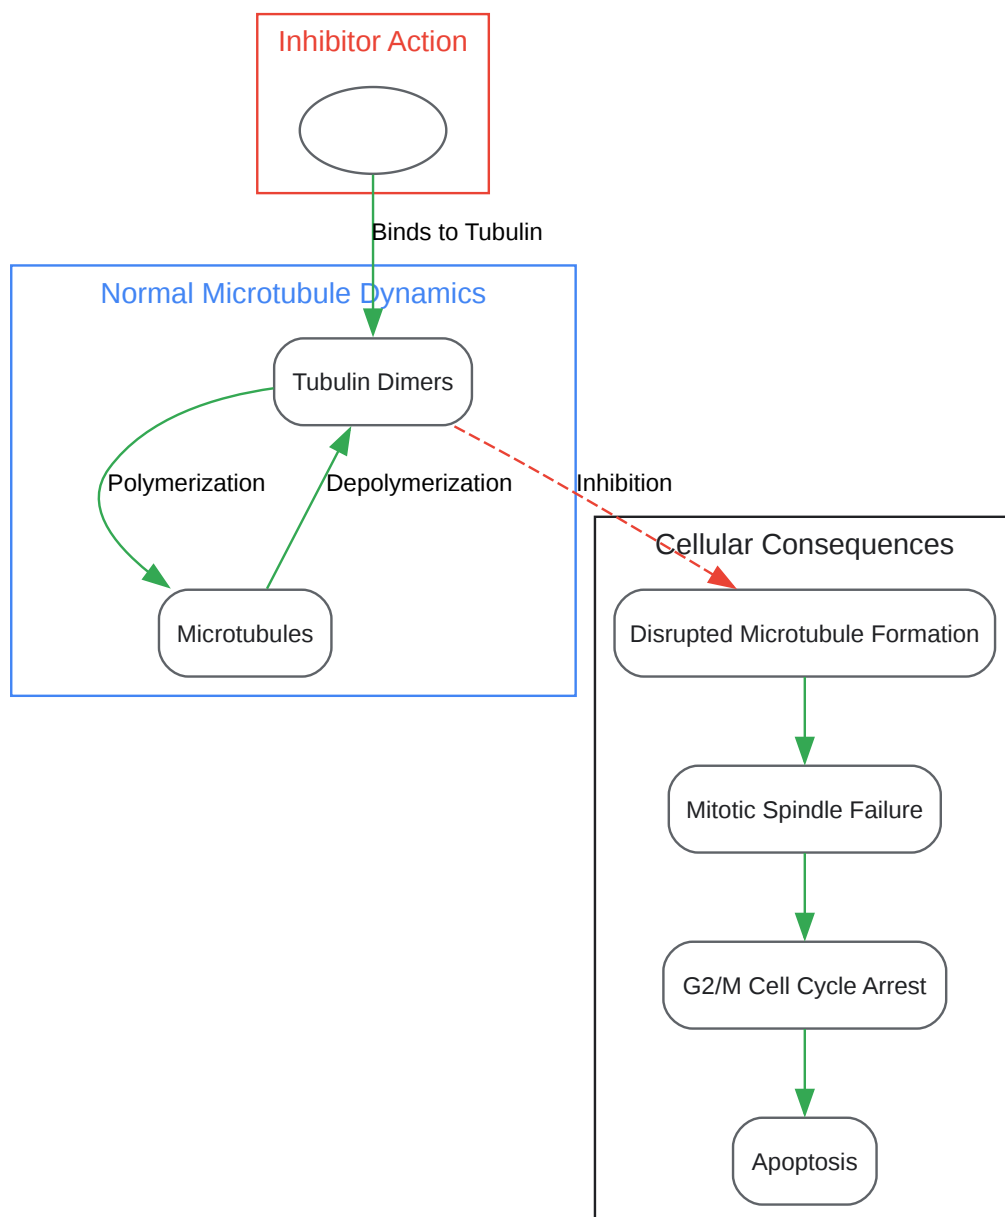 Inhibitor Action
Binds to Tubulin
Normal Microtubule Dynamics
Tubulin Dimers
Polymerization
Depolymerization
Inhibition
Cellular Consequences
Microtubules
Disrupted Microtubule Formation
Mitotic Spindle Failure
G2/M Cell Cycle Arrest
Apoptosis